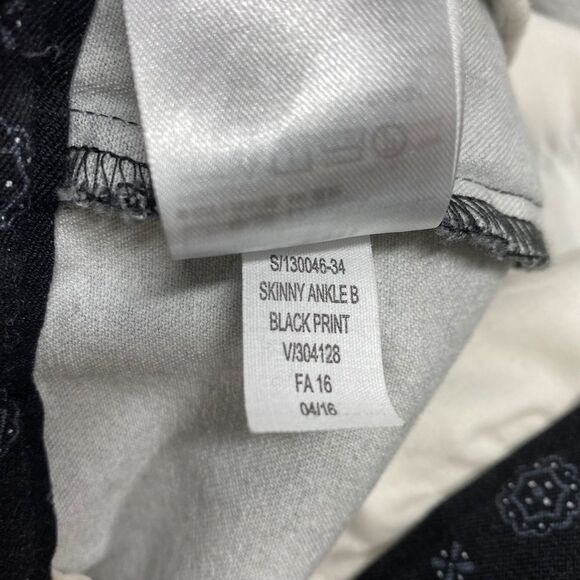 S/130046-34
SKINNY ANKLE B
BLACK PRINT
V/304128
FA 16
04/16